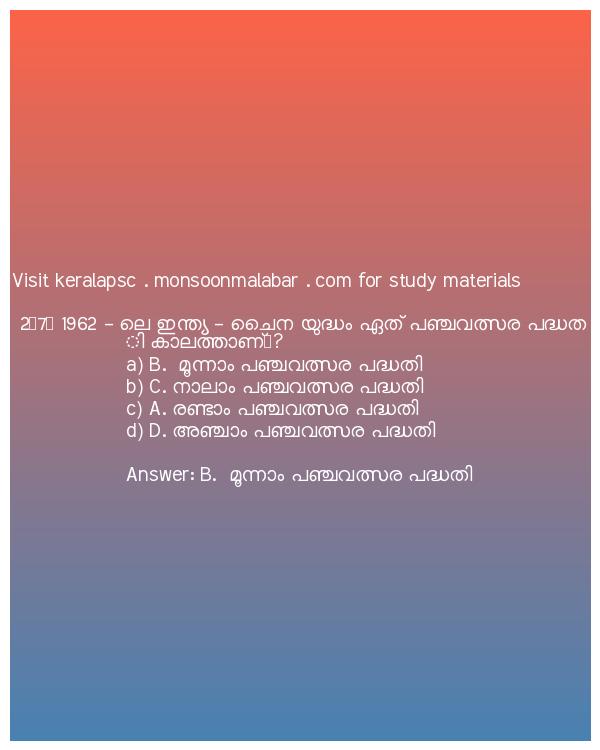 Visit keralapsc . monsoonmalabar . com for study materials
2▯7▯ 1962 – ലെ ഇന്ത്യ – ചൈന യുദ്ധം ഏത് പഞ്ചവത്സര പദ്ധത
ി കാലത്താണ്▯?
a) B. മൂന്നാം പഞ്ചവത്സര പദ്ധതി
b) C. നാലാം പഞ്ചവത്സര പദ്ധതി
c) A. രണ്ടാം പഞ്ചവത്സര പദ്ധതി
d) D. അഞ്ചാം പഞ്ചവത്സര പദ്ധതി
Answer: B. മൂന്നാം പഞ്ചവത്സര പദ്ധതി